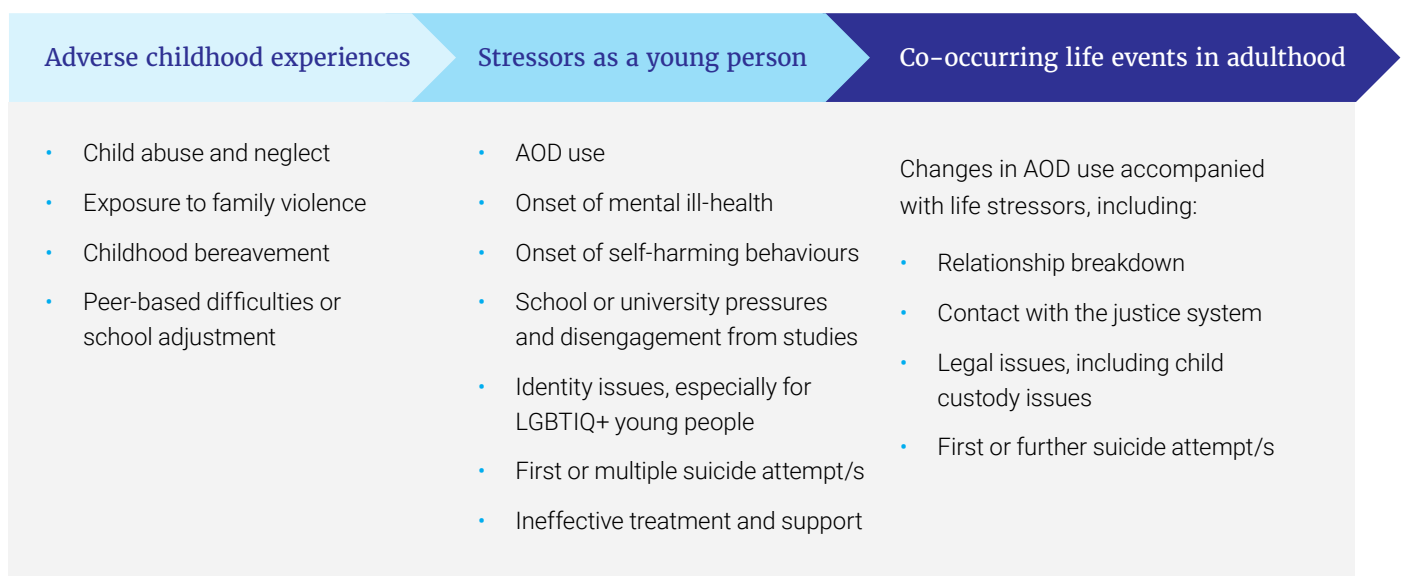 Adverse childhood experiences
Stressors as a young person
Co-occurring life events in adulthood
• Child abuse and neglect
• Exposure to family violence
• Childhood bereavement
• Peer-based difficulties or
school adjustment
• AOD use
• Onset of mental ill-health
• Onset of self-harming behaviours
• School or university pressures
and disengagement from studies
• Identity issues, especially for
LGBTIQ+ young people
• First or multiple suicide attempt/s
• Ineffective treatment and support
Changes in AOD use accompanied
with life stressors, including:
• Relationship breakdown
• Contact with the justice system
• Legal issues, including child
custody issues
• First or further suicide attempt/s